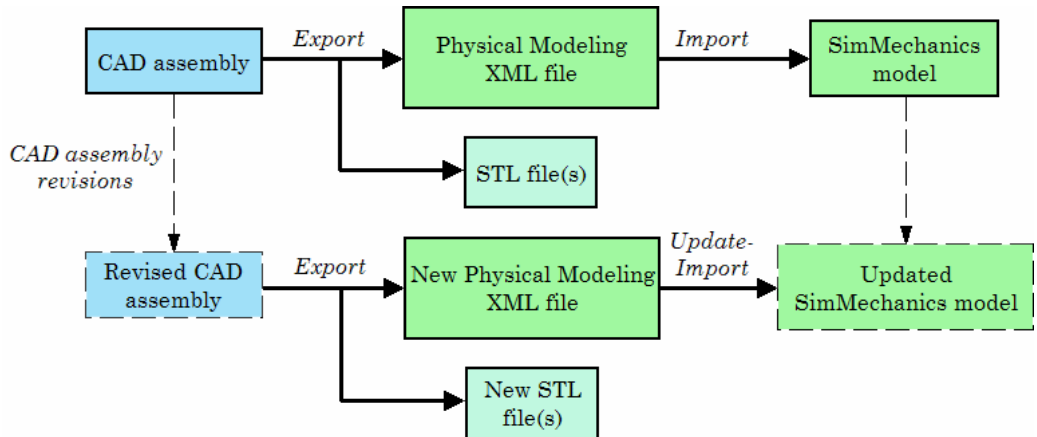 Export
Import
CAD assembly
Physical Modeling
XML file
SimMechanics
model
CAD assembly
revisions
STL file(s)
Export
Update-
Import
Revised CAD
assembly
New Physical Modeling
XML file
Updated
SimMechanics model
New STL
file(s)